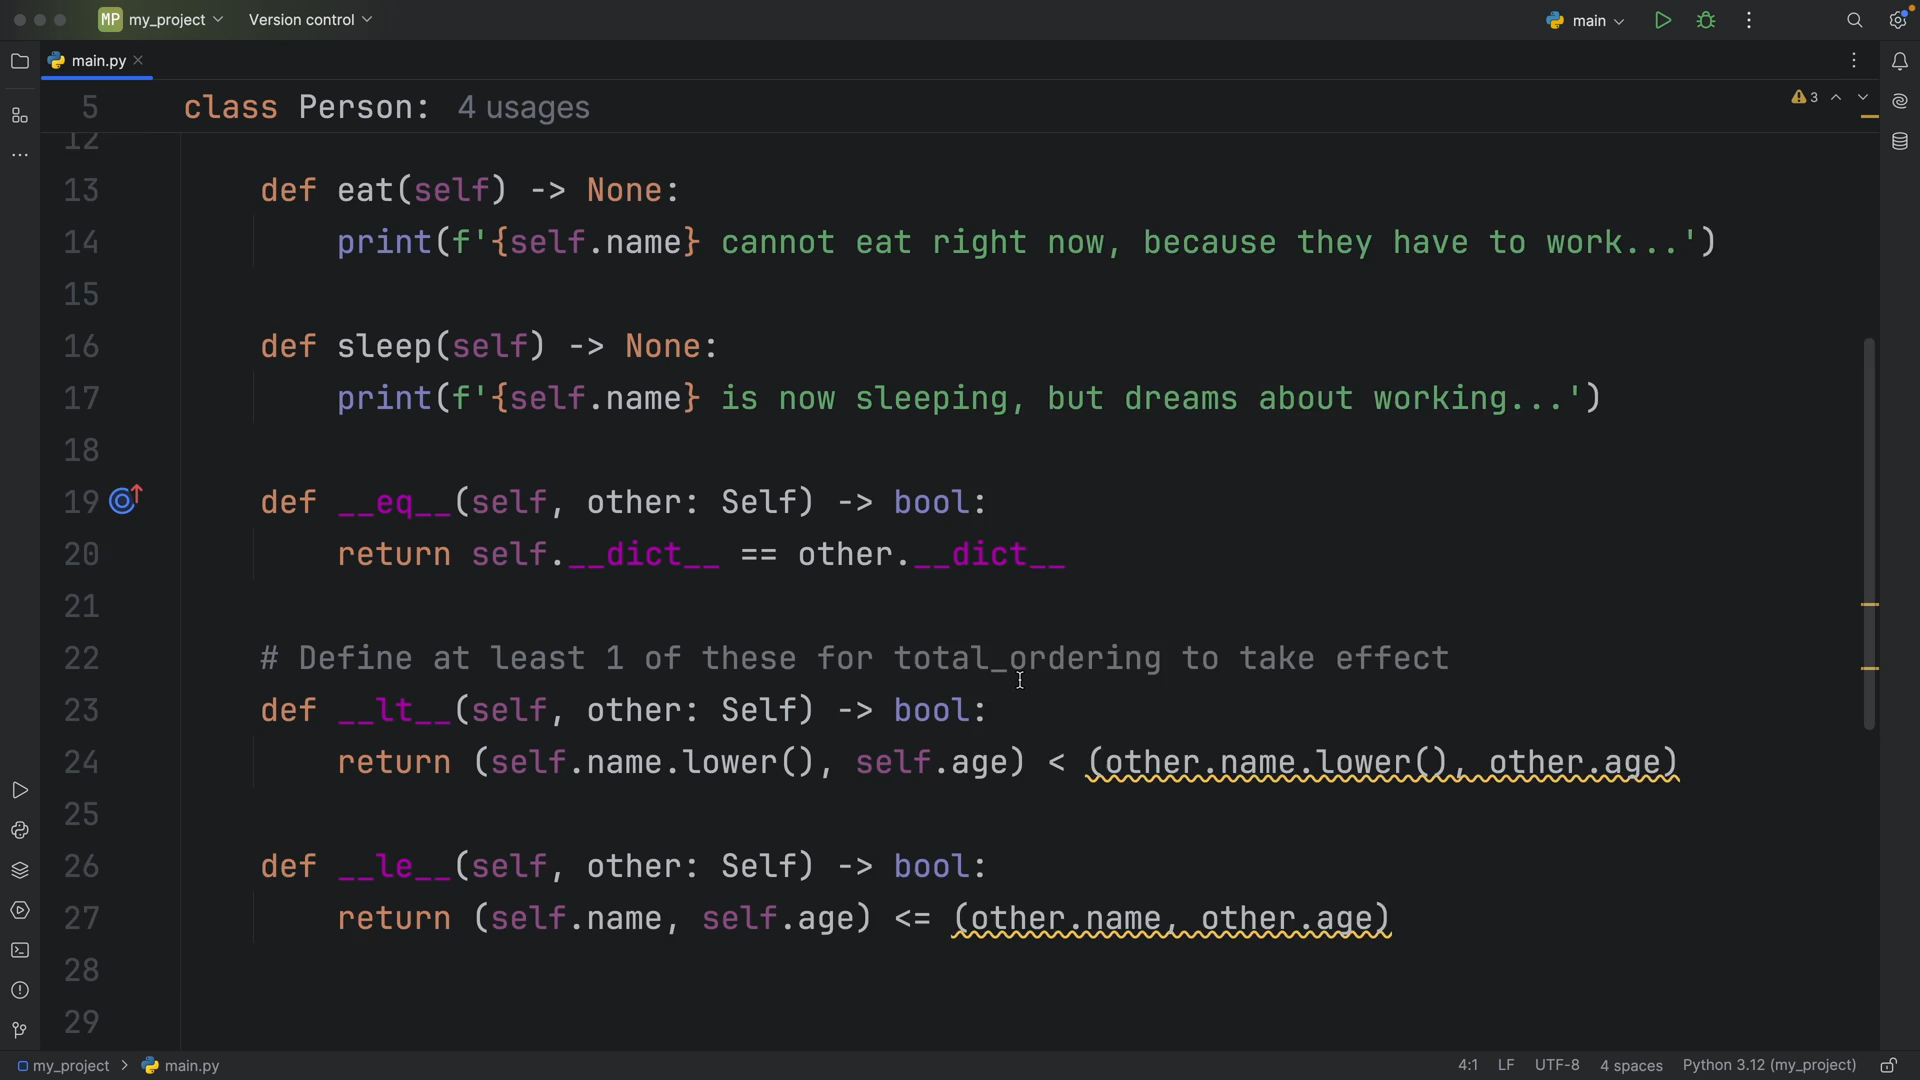 MP my_project Version control main
main.py
5 class Person: 4 usages
3
12
13 def eat(self) -> None:
14 print(f'{self.name} cannot eat right now, because they have to work...')
15
16 def sleep(self) -> None:
17 print(f'{self.name} is now sleeping, but dreams about working...')
18
19 def __eq__(self, other: Self) -> bool:
20 return self.__dict__ == other.__dict__
21
22 # Define at least 1 of these for total_ordering to take effect
23 def __lt__(self, other: Self) -> bool:
24 return (self.name.lower(), self.age) < (other.name.lower(), other.age)
25
26 def __le__(self, other: Self) -> bool:
27 return (self.name, self.age) <= (other.name, other.age)
28
29
my_project > main.py 4:1 LF UTF-8 4 spaces Python 3.12 (my_project)